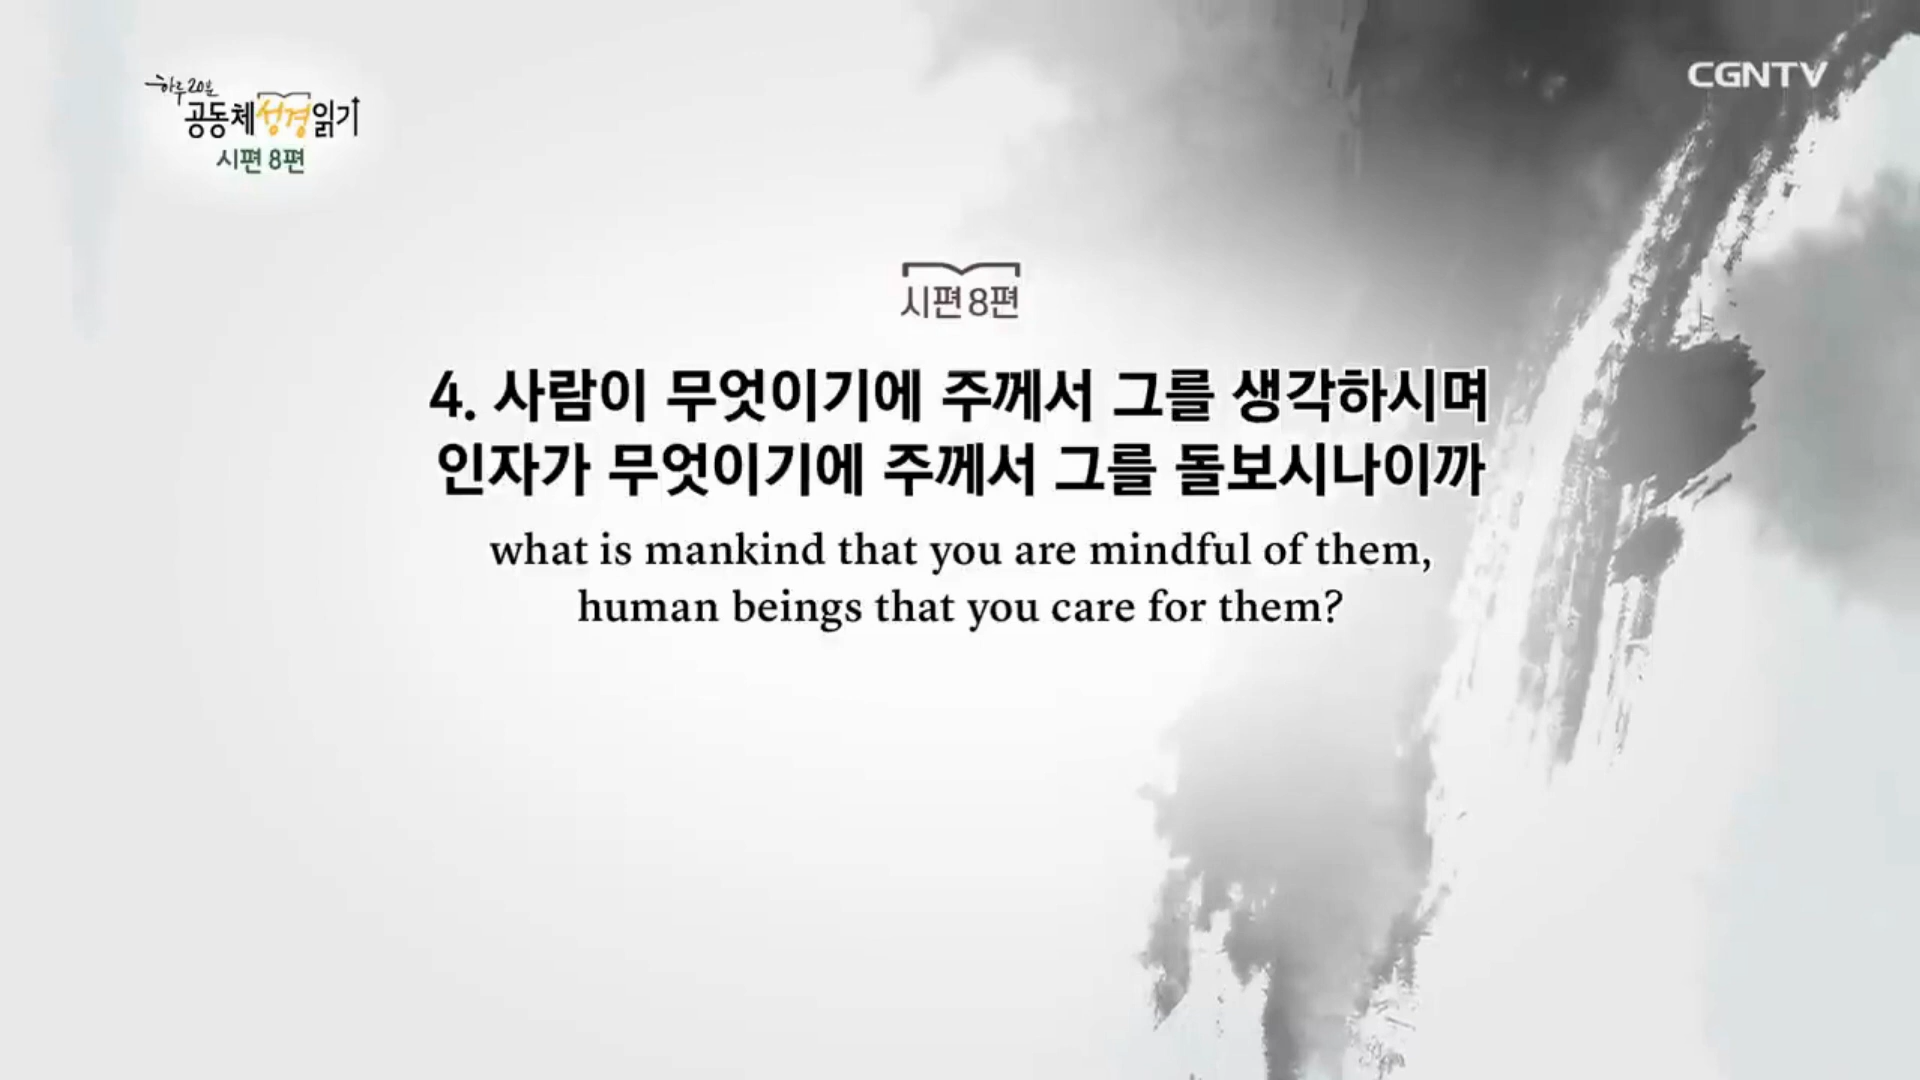 하루 20분
공동체성경읽기
시편 8편
CGNTV
시편 8편
4. 사람이 무엇이기에 주께서 그를 생각하시며
인자가 무엇이기에 주께서 그를 돌보시나이까
what is mankind that you are mindful of them,
human beings that you care for them?